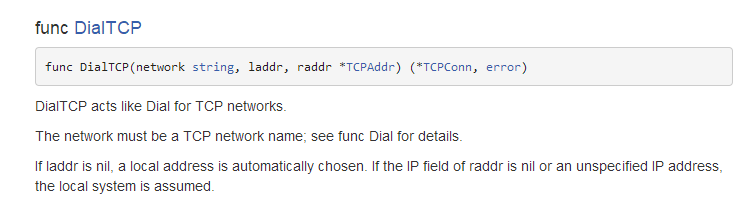 func DialTCP
func DialTCP(network string, laddr, raddr *TCPAddr) (*TCPConn, error)
DialTCP acts like Dial for TCP networks.
The network must be a TCP network name; see func Dial for details.
If laddr is nil, a local address is automatically chosen. If the IP field of raddr is nil or an unspecified IP address,
the local system is assumed.